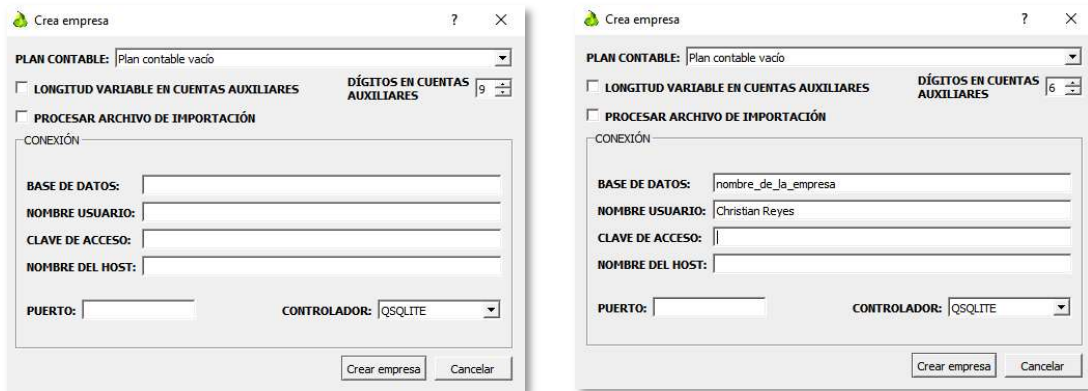 Crea empresa ? ×
PLAN CONTABLE: Plan contable vacío
LONGITUD VARIABLE EN CUENTAS AUXILIARES
DÍGITOS EN CUENTAS
AUXILIARES 9
PROCESAR ARCHIVO DE IMPORTACIÓN
CONEXIÓN
BASE DE DATOS:
NOMBRE USUARIO:
CLAVE DE ACCESO:
NOMBRE DEL HOST:
PUERTO: CONTROLADOR: QSQLITE
Crear empresa Cancelar
Crea empresa ? ×
PLAN CONTABLE: Plan contable vacío
LONGITUD VARIABLE EN CUENTAS AUXILIARES
DÍGITOS EN CUENTAS
AUXILIARES 6
PROCESAR ARCHIVO DE IMPORTACIÓN
CONEXIÓN
BASE DE DATOS: nombre_de_la_empresa
NOMBRE USUARIO: Christian Reyes
CLAVE DE ACCESO:
NOMBRE DEL HOST:
PUERTO: CONTROLADOR: QSQLITE
Crear empresa Cancelar